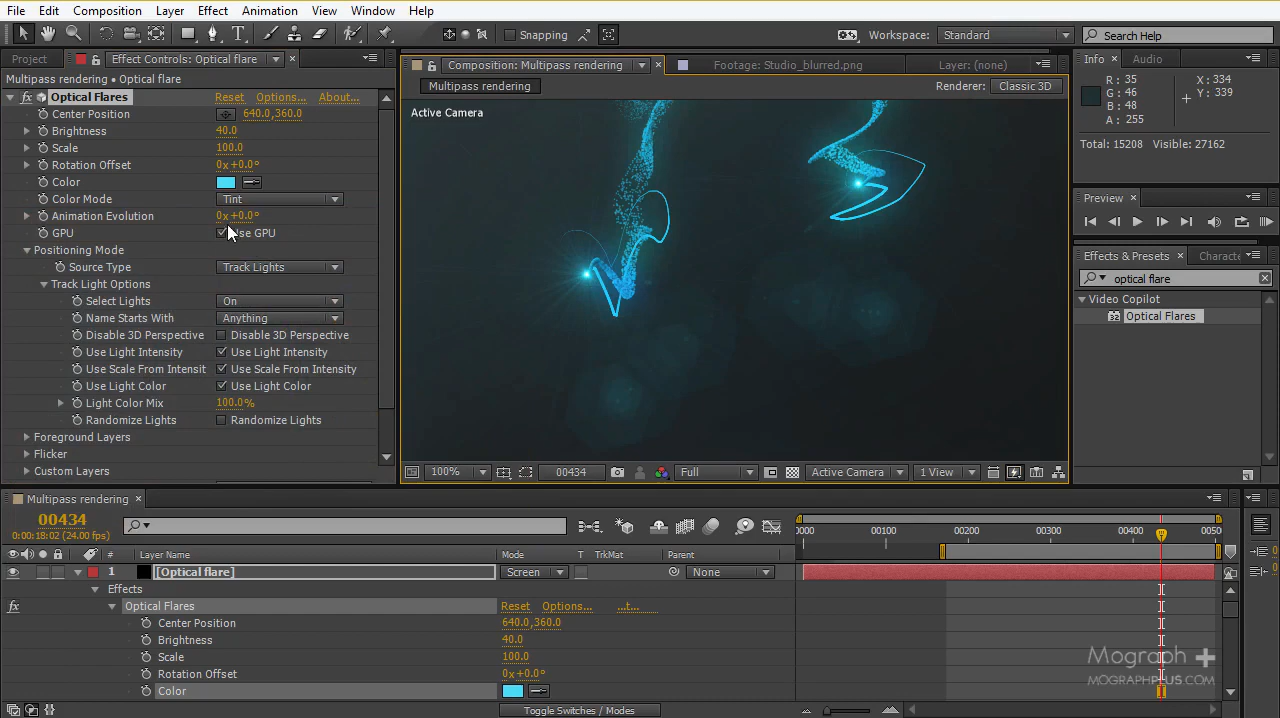 File Edit Composition Layer Effect Animation View Window Help
Snapping Workspace: Standard Search Help
Project Effect Controls: Optical flare
Multipass rendering • Optical flare
fx Optical Flares Reset Options... About...
Center Position 640.0,360.0
Brightness 40.0
Scale 100.0
Rotation Offset 0x+0.0°
Color
Color Mode Tint
Animation Evolution 0x+0.0°
GPU Use GPU
Positioning Mode
Source Type Track Lights
Track Light Options
Select Lights On
Name Starts With Anything
Disable 3D Perspective Disable 3D Perspective
Use Light Intensity Use Light Intensity
Use Scale From Intensit Use Scale From Intensity
Use Light Color Use Light Color
Light Color Mix 100.0%
Randomize Lights Randomize Lights
Foreground Layers
Flicker
Custom Layers
Composition: Multipass rendering Footage: Studio_blurred.png Layer: (none)
Multipass rendering Renderer: Classic 3D
Active Camera
100% 00434 Full Active Camera 1 View
Info Audio
R: 35 X: 334
G: 46 Y: 339
B: 48
A: 255
Total: 15208 Visible: 27162
Preview
Effects & Presets Characte
optical flare
Video Copilot
32 Optical Flares
Multipass rendering
00434
0:00:18:02 (24.00 fps)
0000 00100 00200 00300 00400 0050
# Layer Name Mode T TrkMat Parent
1 [Optical flare] Screen None
Effects
fx Optical Flares Reset Options... ...t...
Center Position 640.0,360.0
Brightness 40.0
Scale 100.0
Rotation Offset 0x+0.0°
Color
Toggle Switches / Modes
Mograph +
MOGRAPHPLUS.COM